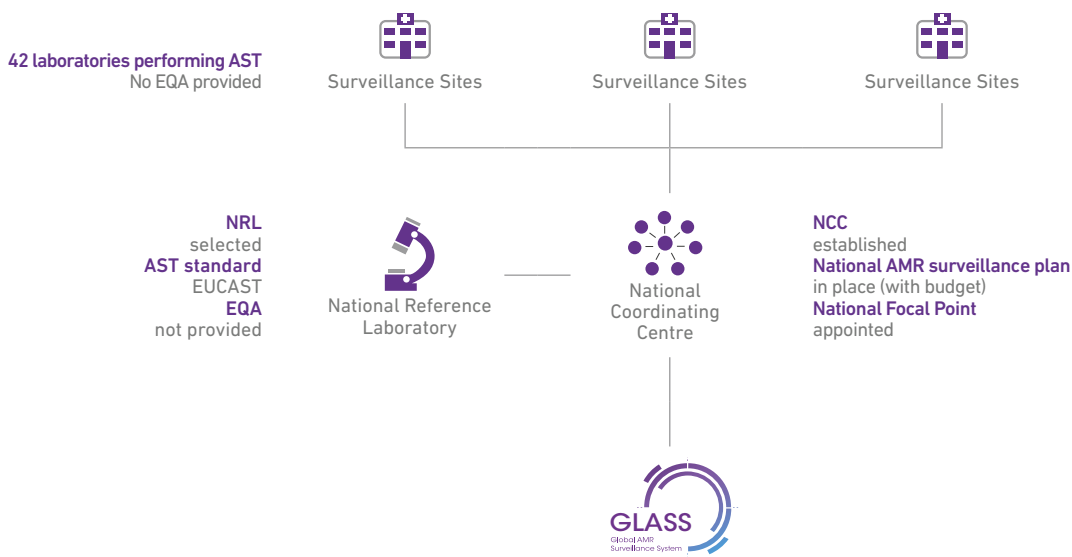 42 laboratories performing AST
No EQA provided
Surveillance Sites
Surveillance Sites
Surveillance Sites
NRL
selected
AST standard
EUCAST
EQA
not provided
National Reference
Laboratory
National
Coordinating
Centre
NCC
established
National AMR surveillance plan
in place (with budget)
National Focal Point
appointed
GLASS
Global AMR
Surveillance System